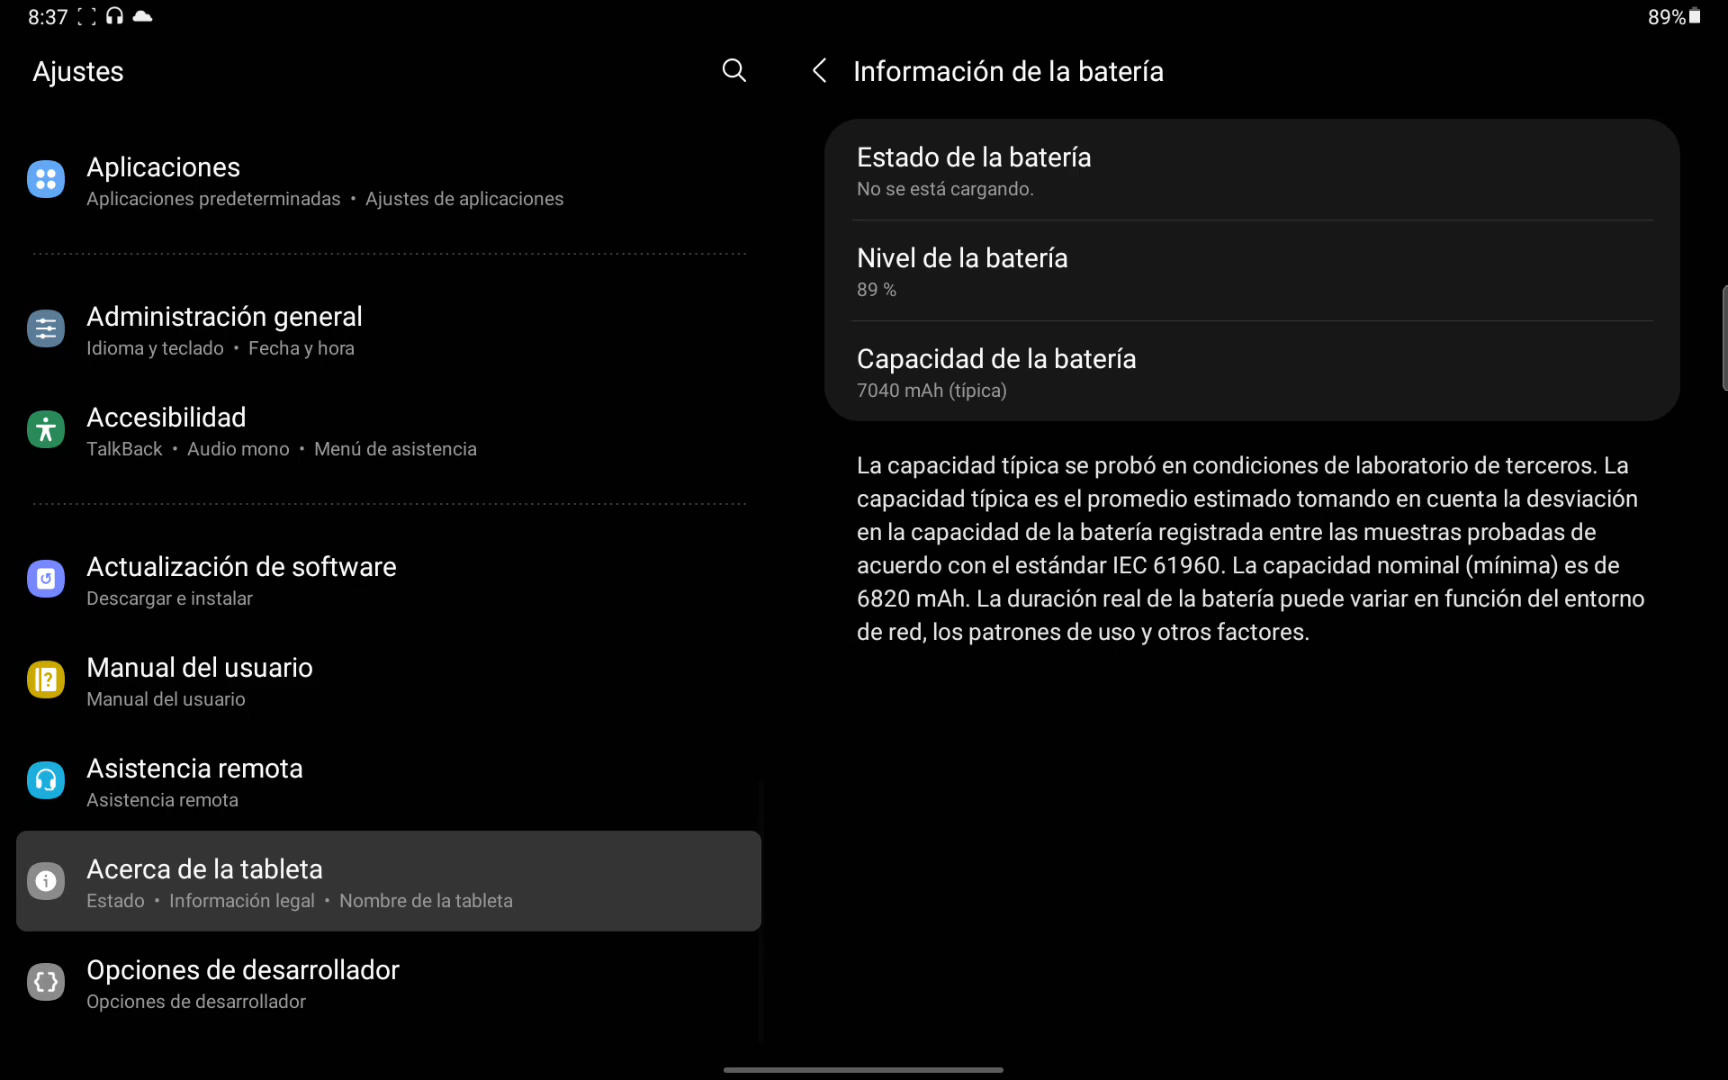 8:37
89%
Ajustes
Aplicaciones
Aplicaciones predeterminadas • Ajustes de aplicaciones
Administración general
Idioma y teclado • Fecha y hora
Accesibilidad
TalkBack • Audio mono • Menú de asistencia
Actualización de software
Descargar e instalar
Manual del usuario
Manual del usuario
Asistencia remota
Asistencia remota
Acerca de la tableta
Estado • Información legal • Nombre de la tableta
Opciones de desarrollador
Opciones de desarrollador
Información de la batería
Estado de la batería
No se está cargando.
Nivel de la batería
89 %
Capacidad de la batería
7040 mAh (típica)
La capacidad típica se probó en condiciones de laboratorio de terceros. La
capacidad típica es el promedio estimado tomando en cuenta la desviación
en la capacidad de la batería registrada entre las muestras probadas de
acuerdo con el estándar IEC 61960. La capacidad nominal (mínima) es de
6820 mAh. La duración real de la batería puede variar en función del entorno
de red, los patrones de uso y otros factores.